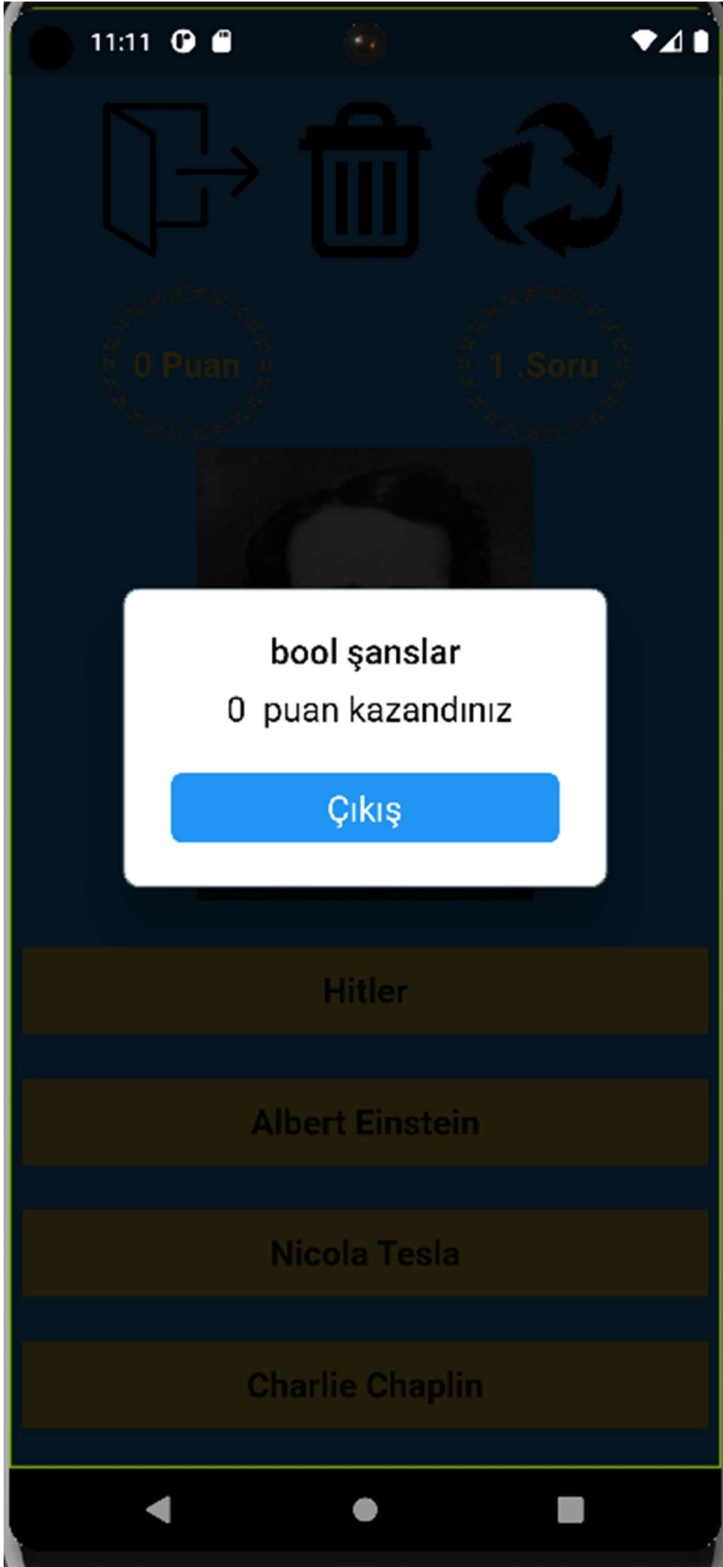 11:11
0 Puan
1 .Soru
bool şanslar
0 puan kazandınız
Çıkış
Hitler
Albert Einstein
Nicola Tesla
Charlie Chaplin